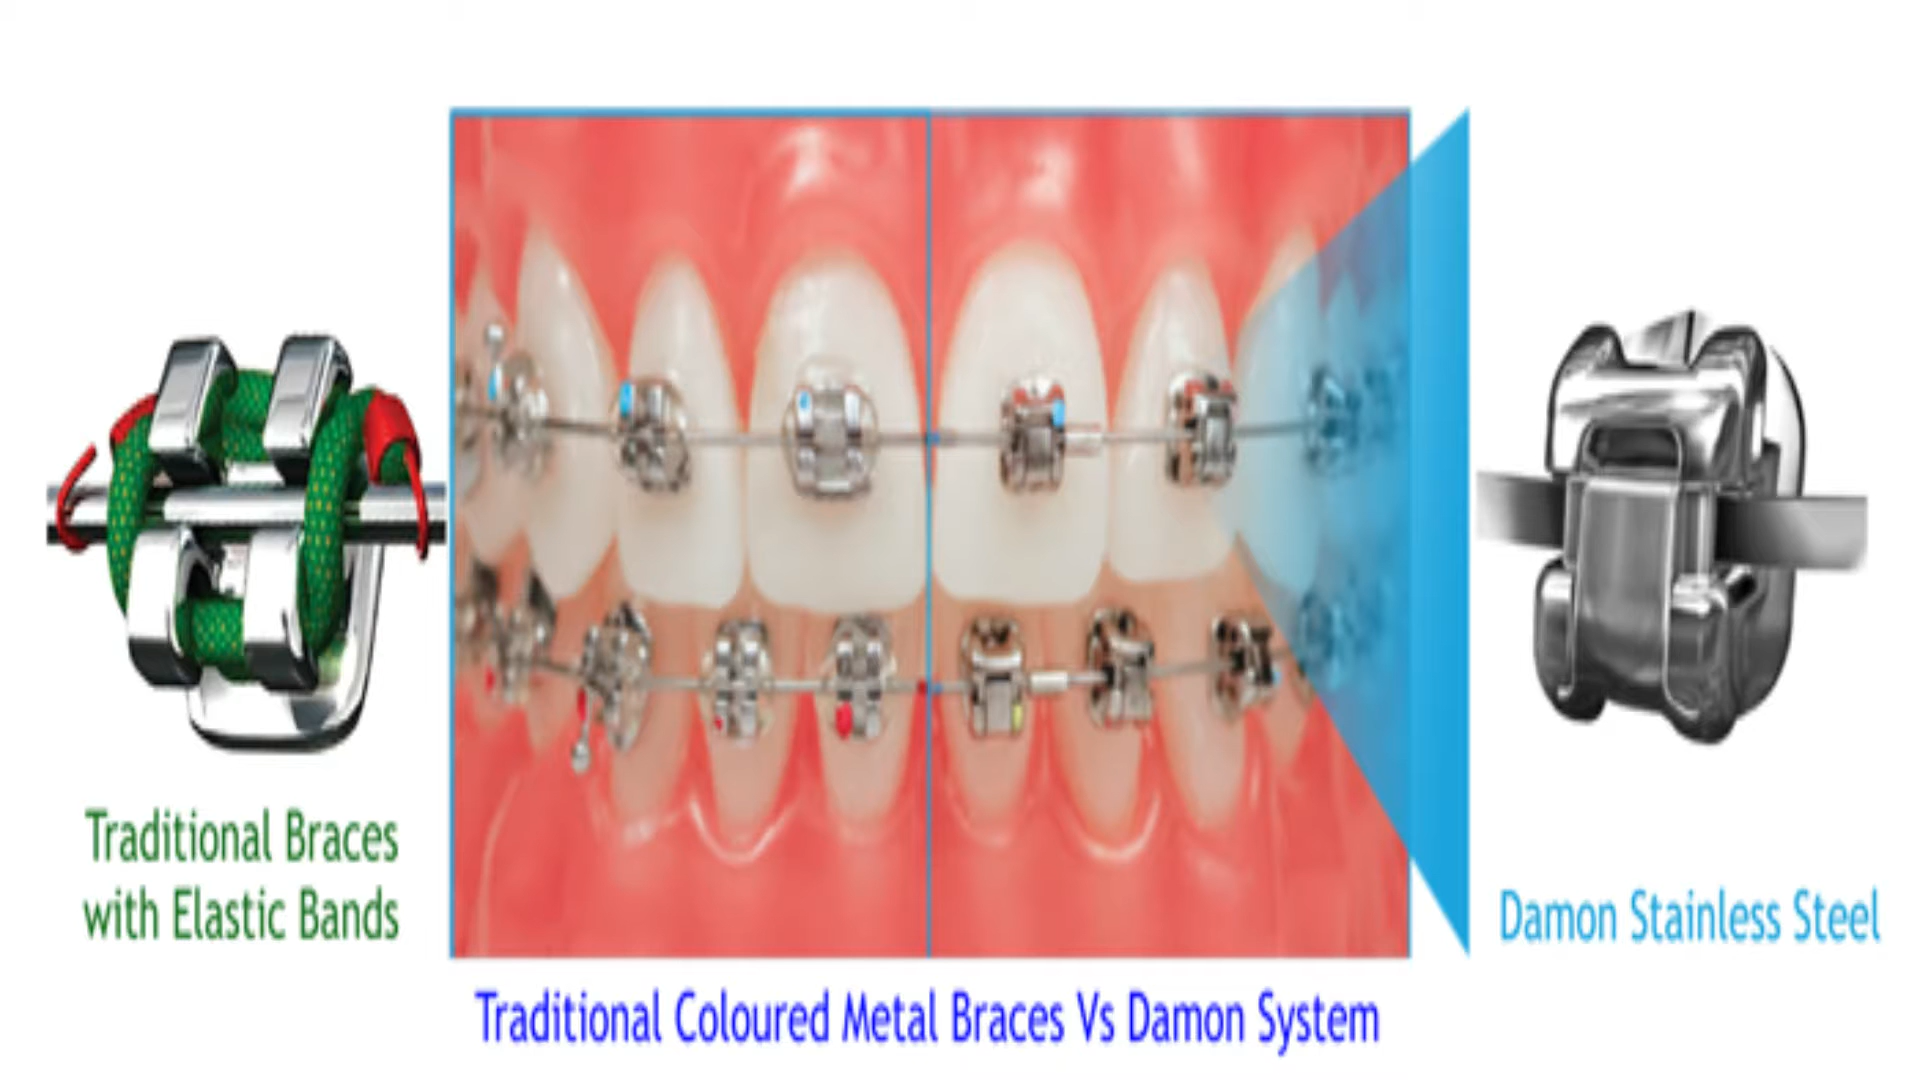 Traditional Braces
with Elastic Bands
Damon Stainless Steel
Traditional Coloured Metal Braces Vs Damon System